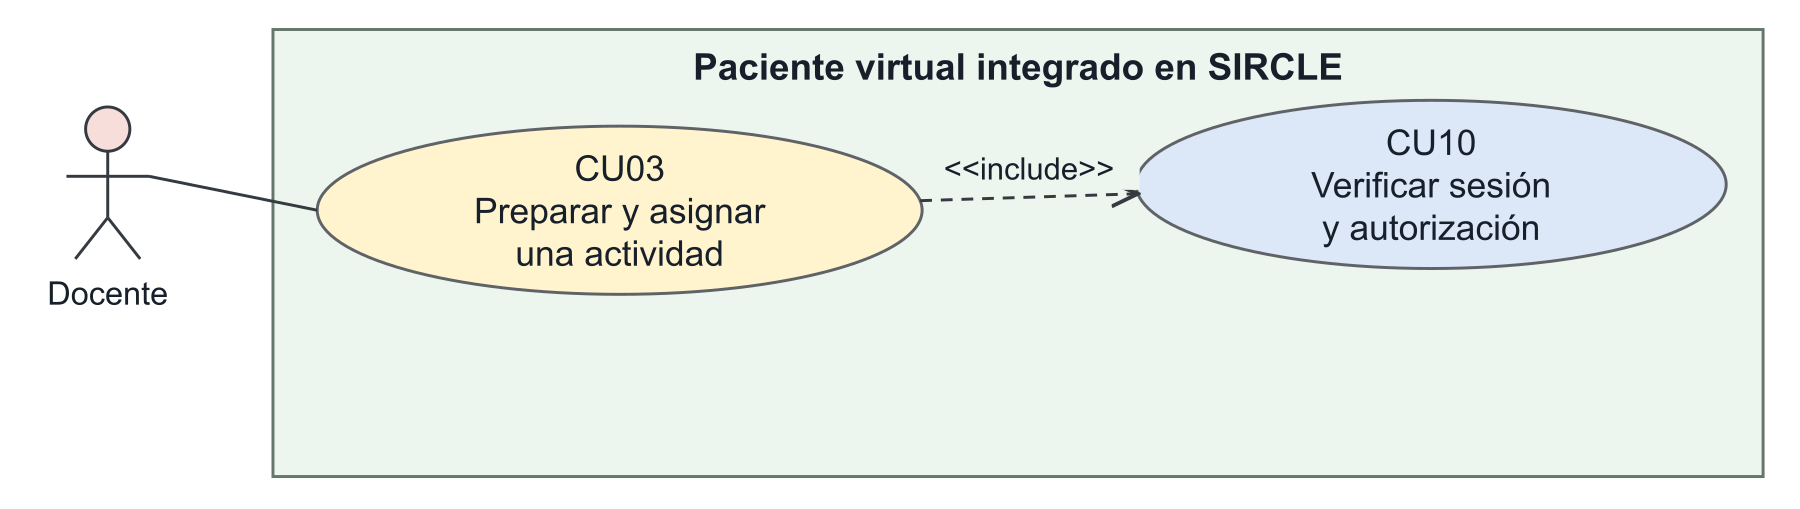 Paciente virtual integrado en SIRCLE
CU03
Preparar y asignar
una actividad
<<include>>
CU10
Verificar sesión
y autorización
Docente